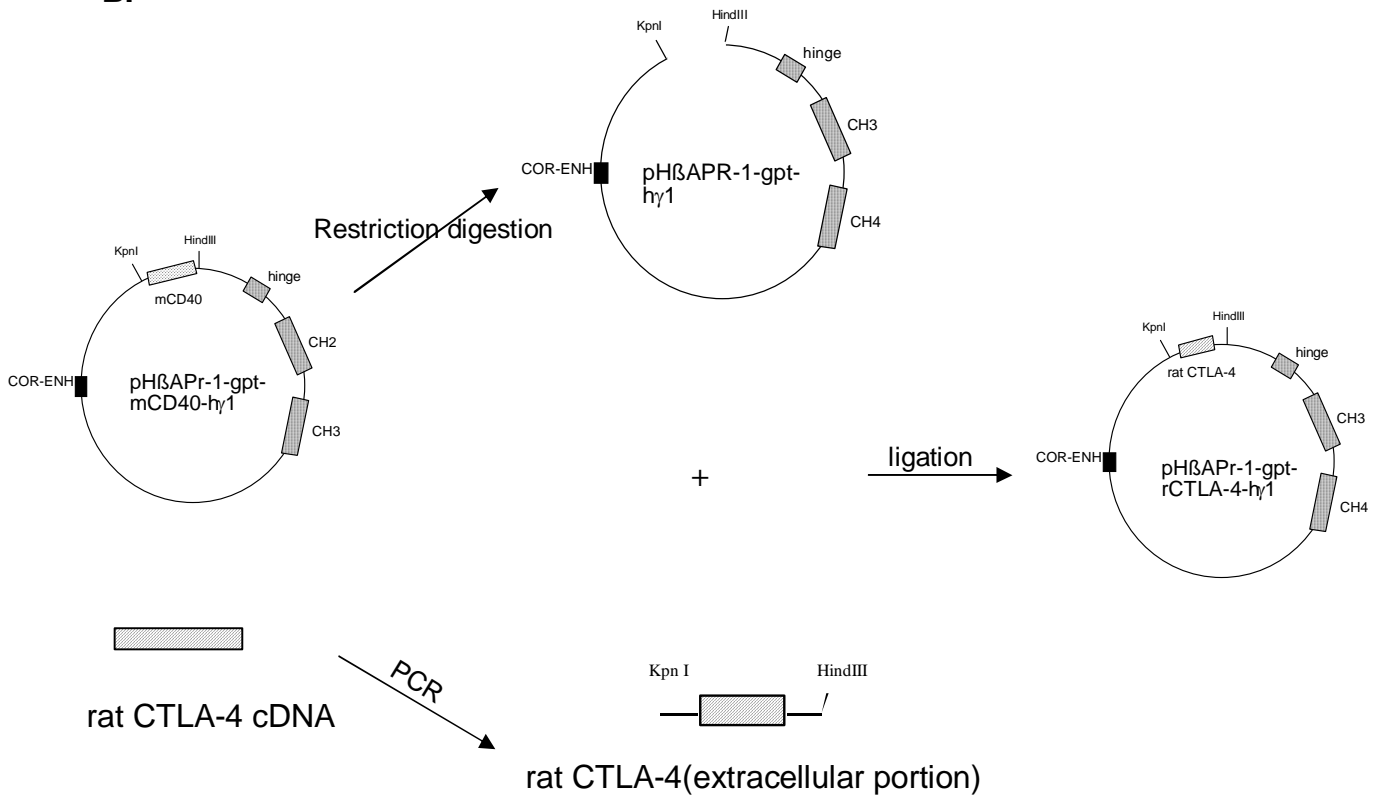 B.
KpnI
HindIII
hinge
CH3
CH4
COR-ENH
pHßAPR-1-gpt-
hγ1
Restriction digestion
KpnI
HindIII
mCD40
hinge
CH2
CH3
COR-ENH
pHßAPr-1-gpt-
mCD40-hγ1
+
ligation
KpnI
HindIII
rat CTLA-4
hinge
CH3
CH4
COR-ENH
pHßAPr-1-gpt-
rCTLA-4-hγ1
rat CTLA-4 cDNA
PCR
Kpn I
HindIII
rat CTLA-4(extracellular portion)